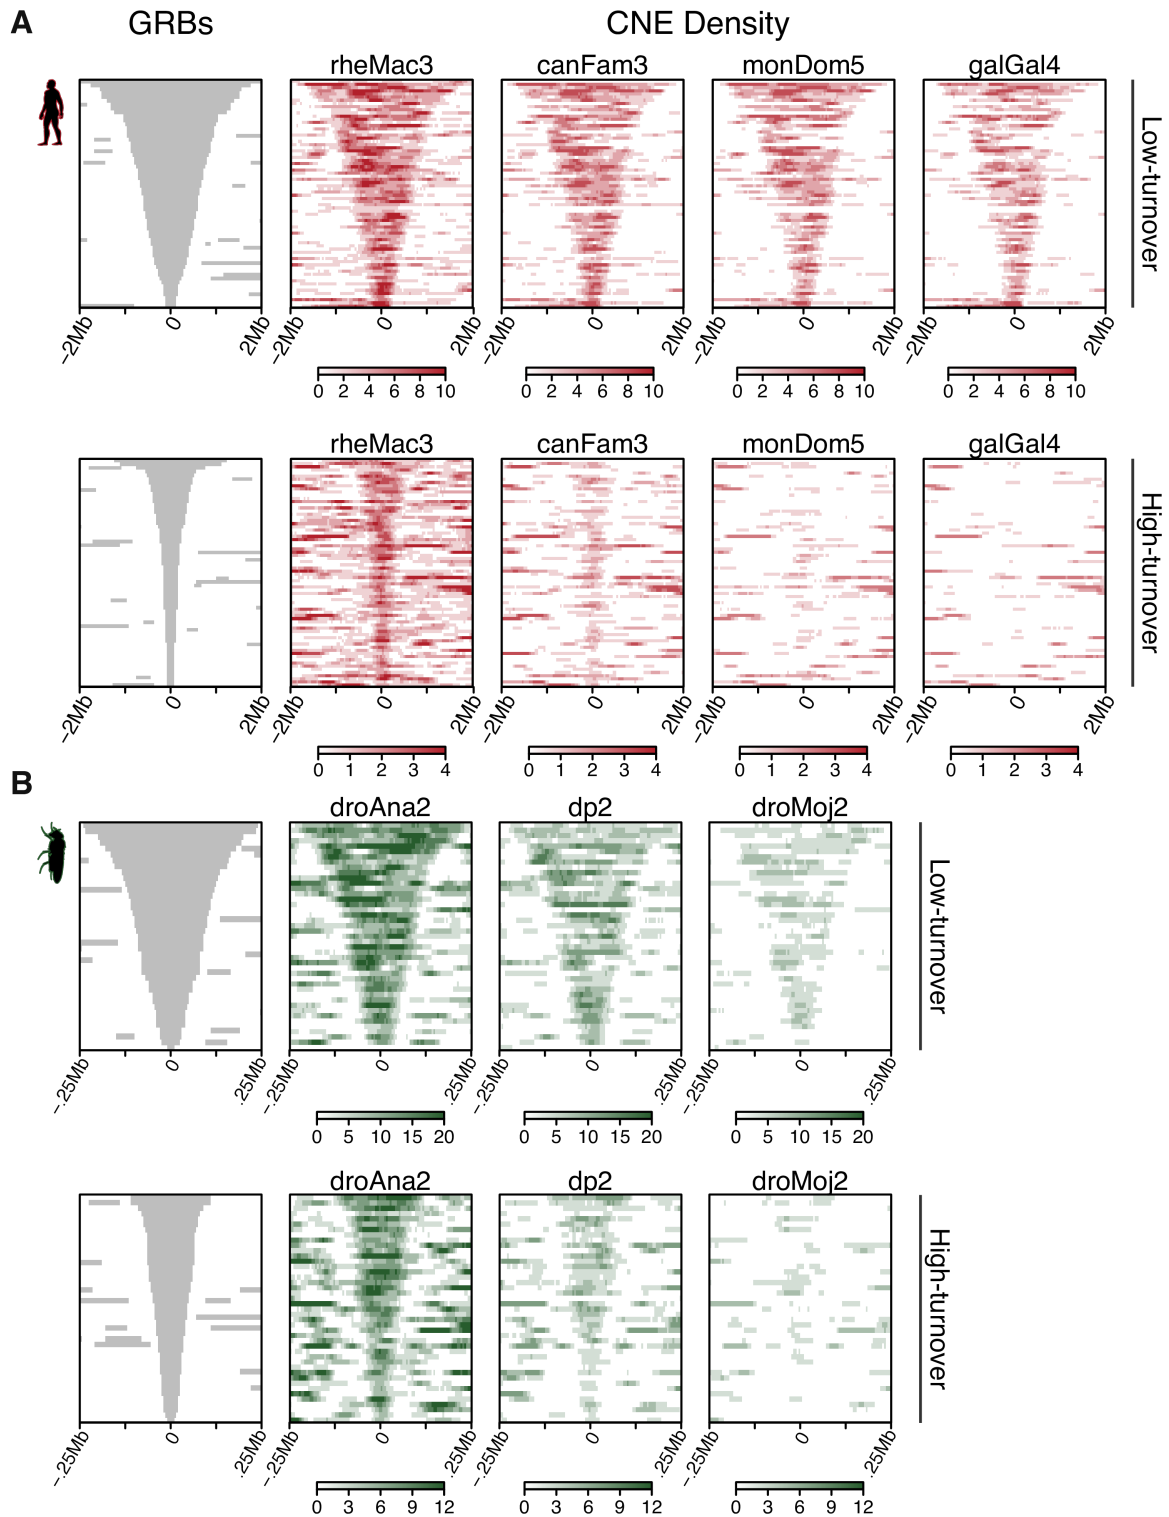 A GRBs CNE Density
rheMac3 canFam3 monDom5 galGal4
Low-turnover
−2Mb 0 2Mb −2Mb 0 2Mb −2Mb 0 2Mb −2Mb 0 2Mb −2Mb 0 2Mb
0 2 4 6 8 10 0 2 4 6 8 10 0 2 4 6 8 10 0 2 4 6 8 10
rheMac3 canFam3 monDom5 galGal4
High-turnover
−2Mb 0 2Mb −2Mb 0 2Mb −2Mb 0 2Mb −2Mb 0 2Mb −2Mb 0 2Mb
0 1 2 3 4 0 1 2 3 4 0 1 2 3 4 0 1 2 3 4
B
droAna2 dp2 droMoj2
Low-turnover
−.25Mb 0 .25Mb −.25Mb 0 .25Mb −.25Mb 0 .25Mb −.25Mb 0 .25Mb
0 5 10 15 20 0 5 10 15 20 0 5 10 15 20
droAna2 dp2 droMoj2
High-turnover
−.25Mb 0 .25Mb −.25Mb 0 .25Mb −.25Mb 0 .25Mb −.25Mb 0 .25Mb
0 3 6 9 12 0 3 6 9 12 0 3 6 9 12